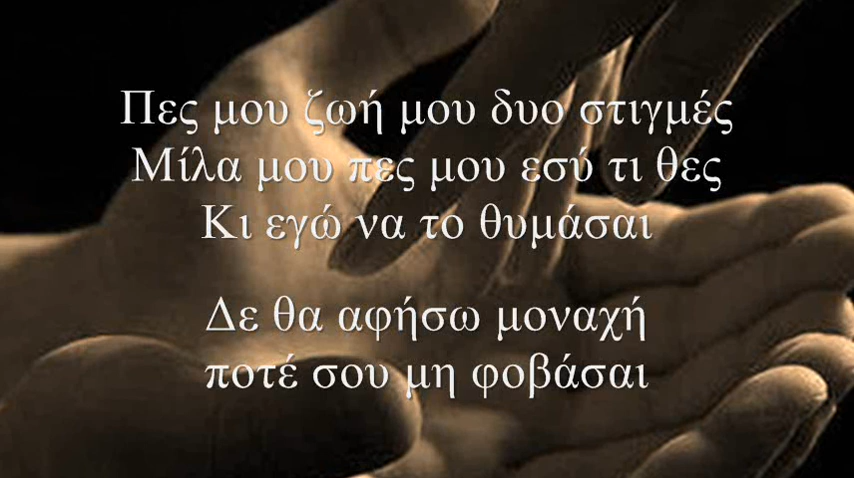 Πες μου ζωή μου δυο στιγμές
Μίλα μου πες μου εσύ τι θες
Κι εγώ να το θυμάσαι
Δε θα αφήσω μοναχή
ποτέ σου μη φοβάσαι